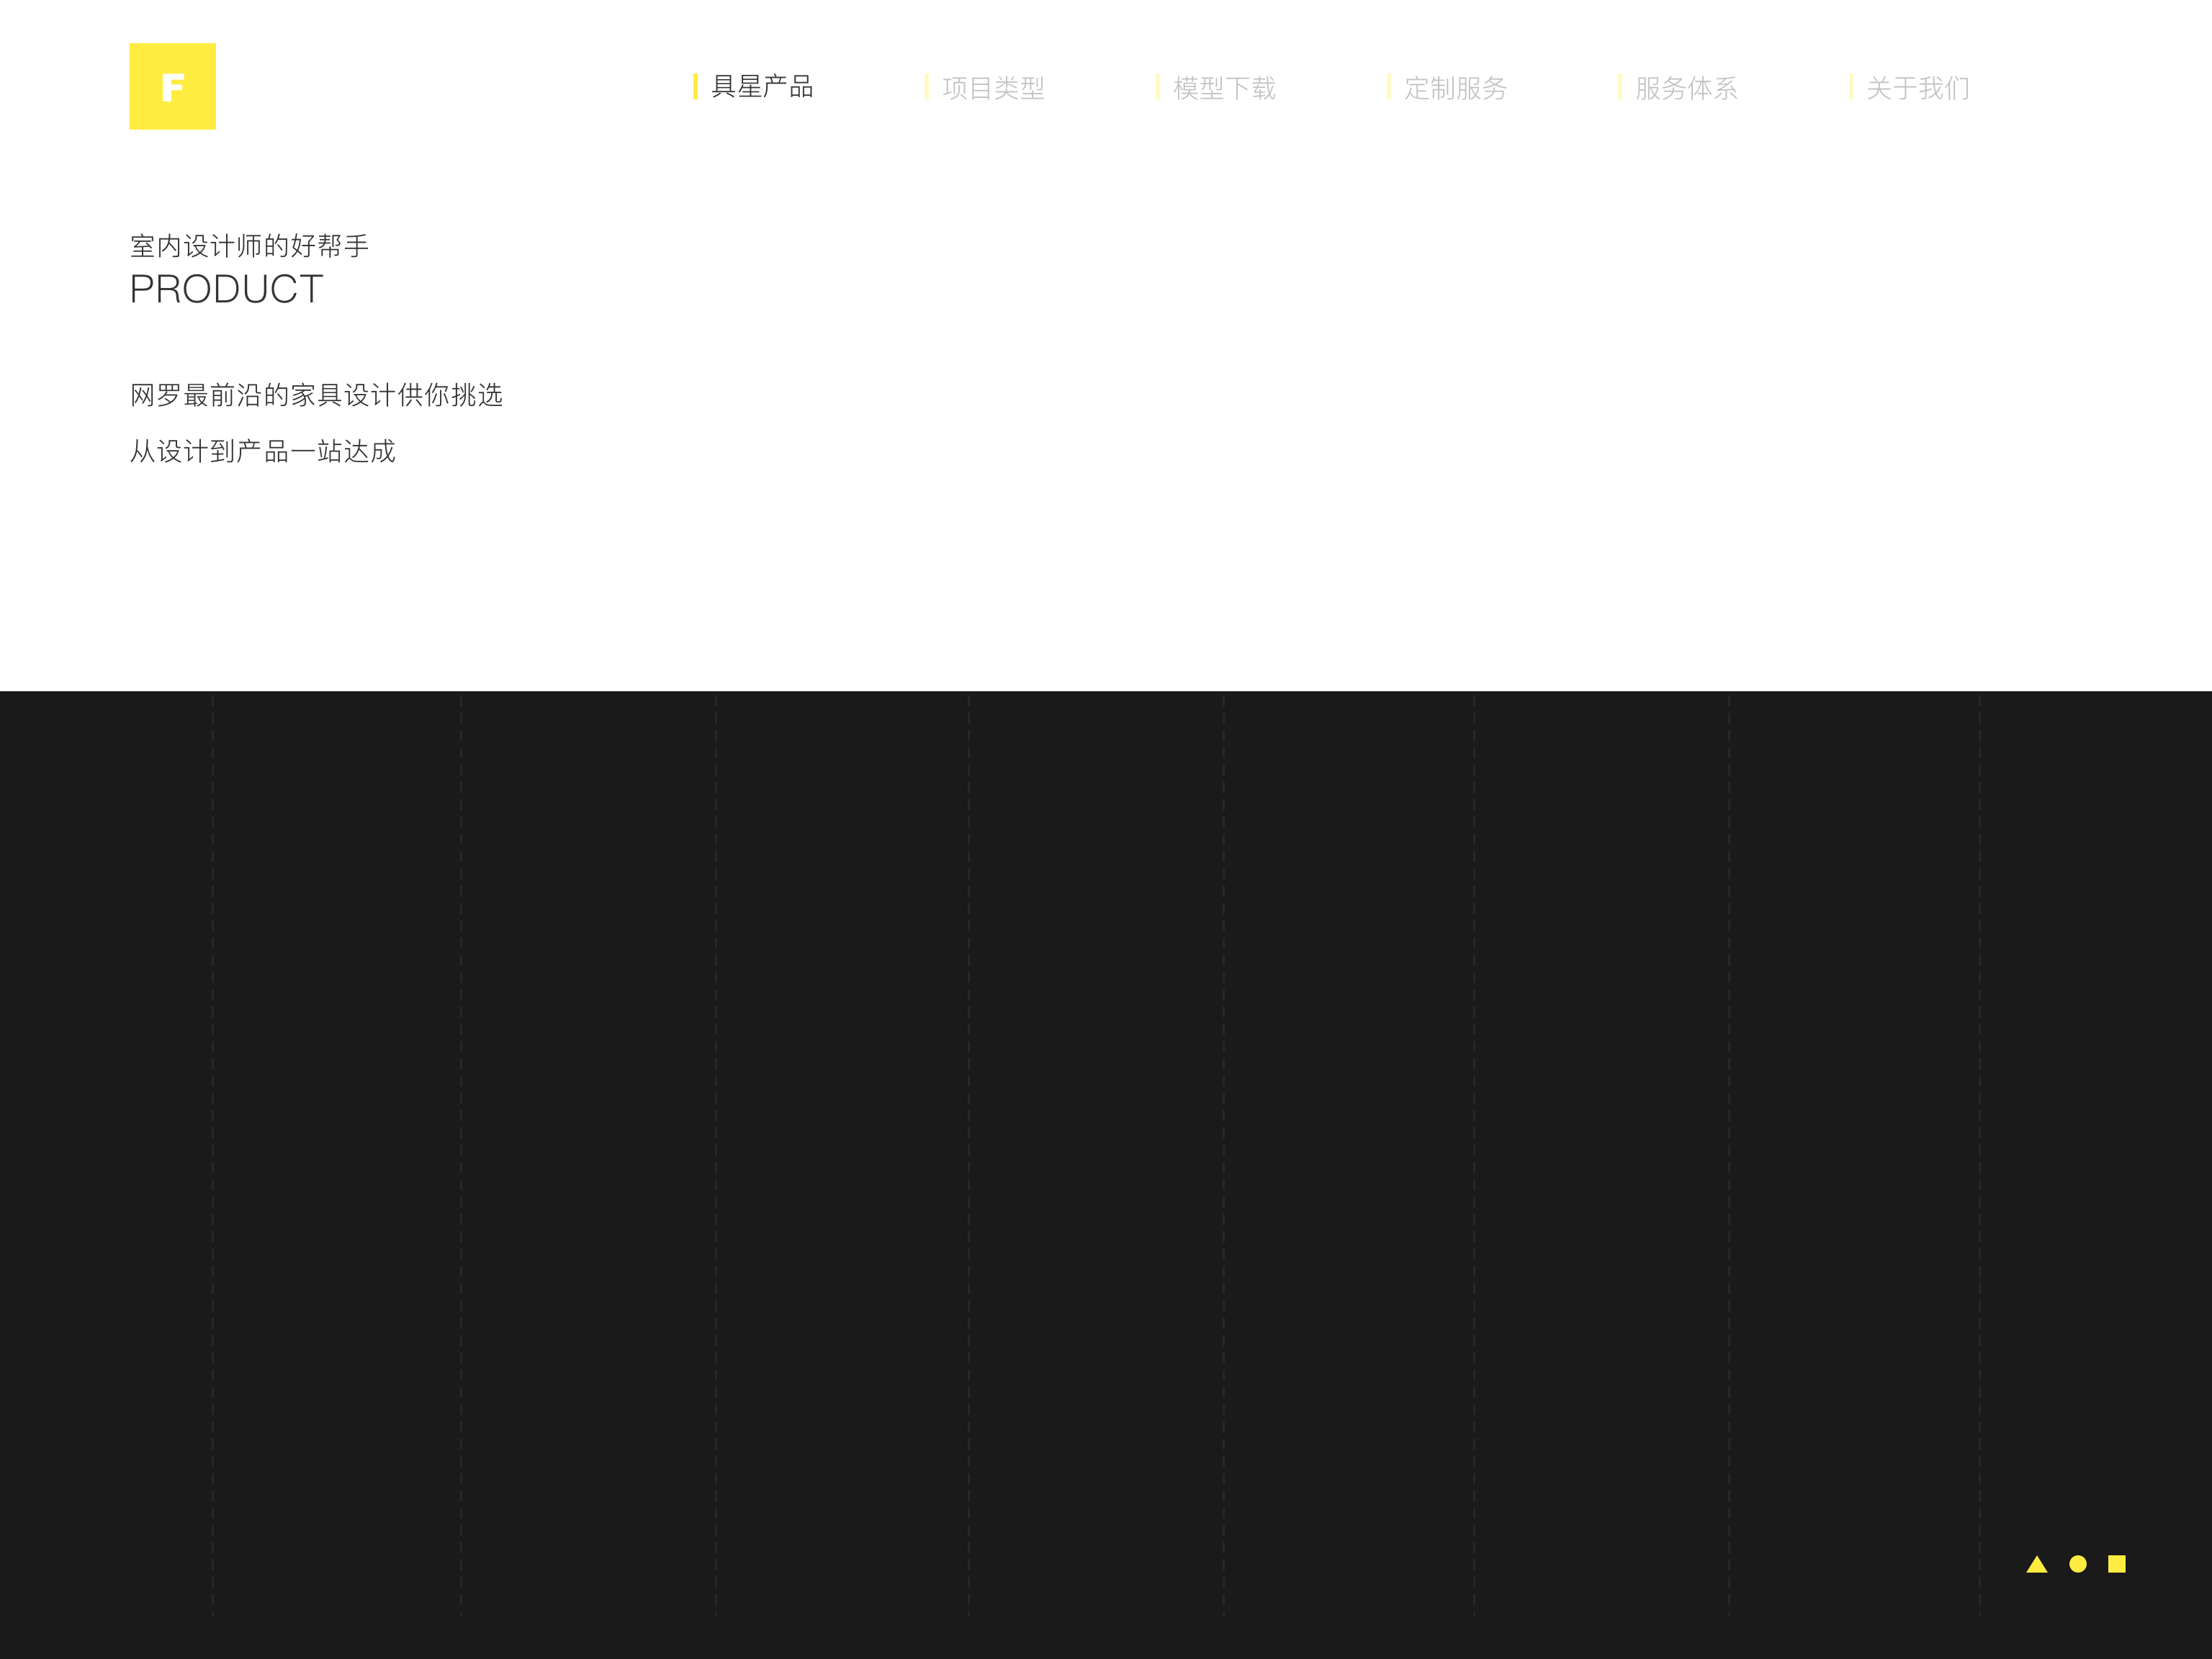 F
具星产品
项目类型
模型下载
定制服务
服务体系
关于我们
室内设计师的好帮手
PRODUCT
网罗最前沿的家具设计供你挑选
从设计到产品一站达成